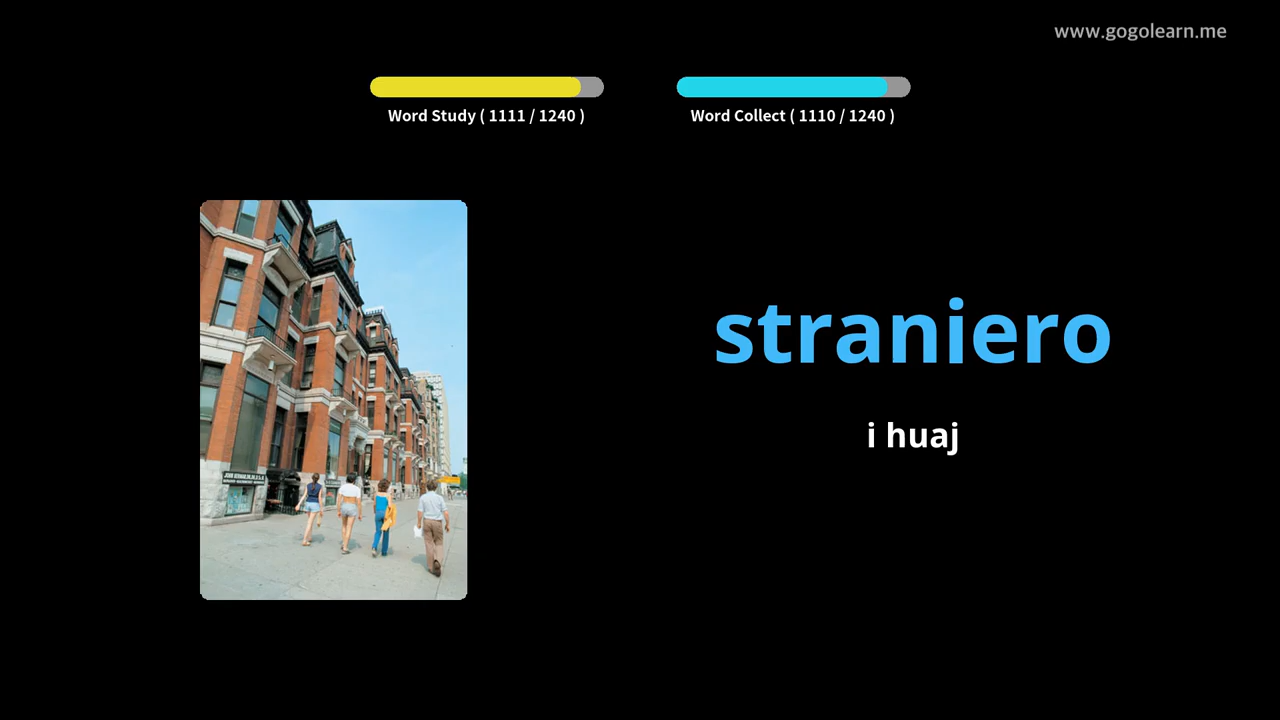 www.gogolearn.me
Word Study ( 1111 / 1240 )
Word Collect ( 1110 / 1240 )
straniero
i huaj